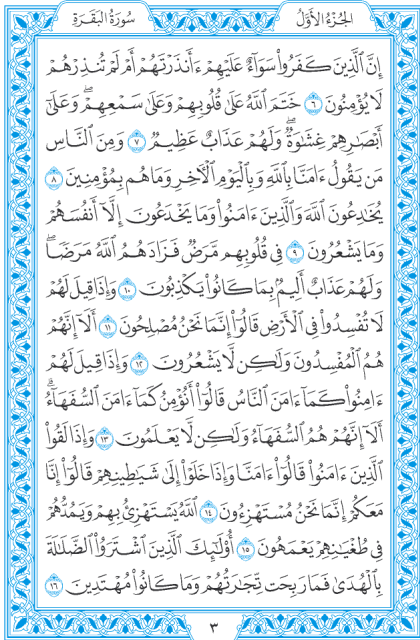 سُورَةُ البَقَرَةِ الجُزْءُ الأَوَّلُ
إِنَّ ٱلَّذِينَ كَفَرُوا۟ سَوَآءٌ عَلَيْهِمْ ءَأَنذَرْتَهُمْ أَمْ لَمْ تُنذِرْهُمْ
لَا يُؤْمِنُونَ ٦ خَتَمَ ٱللَّهُ عَلَىٰ قُلُوبِهِمْ وَعَلَىٰ سَمْعِهِمْ ۖ وَعَلَىٰٓ
أَبْصَٰرِهِمْ غِشَٰوَةٌ ۖ وَلَهُمْ عَذَابٌ عَظِيمٌ ٧ وَمِنَ ٱلنَّاسِ
مَن يَقُولُ ءَامَنَّا بِٱللَّهِ وَبِٱلْيَوْمِ ٱلْأَخِرِ وَمَا هُم بِمُؤْمِنِينَ ٨
يُخَٰدِعُونَ ٱللَّهَ وَٱلَّذِينَ ءَامَنُوا۟ وَمَا يَخْدَعُونَ إِلَّآ أَنفُسَهُمْ
وَمَا يَشْعُرُونَ ٩ فِى قُلُوبِهِم مَّرَضٌ فَزَادَهُمُ ٱللَّهُ مَرَضًا ۖ
وَلَهُمْ عَذَابٌ أَلِيمٌۢ بِمَا كَانُوا۟ يَكْذِبُونَ ١٠ وَإِذَا قِيلَ لَهُمْ
لَا تُفْسِدُوا۟ فِى ٱلْأَرْضِ قَالُوٓا۟ إِنَّمَا نَحْنُ مُصْلِحُونَ ١١ أَلَآ إِنَّهُمْ
هُمُ ٱلْمُفْسِدُونَ وَلَٰكِن لَّا يَشْعُرُونَ ١٢ وَإِذَا قِيلَ لَهُمْ
ءَامِنُوا۟ كَمَآ ءَامَنَ ٱلنَّاسُ قَالُوٓا۟ أَنُؤْمِنُ كَمَآ ءَامَنَ ٱلسُّفَهَآءُ ۗ
أَلَآ إِنَّهُمْ هُمُ ٱلسُّفَهَآءُ وَلَٰكِن لَّا يَعْلَمُونَ ١٣ وَإِذَا لَقُوا۟
ٱلَّذِينَ ءَامَنُوا۟ قَالُوٓا۟ ءَامَنَّا وَإِذَا خَلَوْا۟ إِلَىٰ شَيَٰطِينِهِمْ قَالُوٓا۟ إِنَّا
مَعَكُمْ إِنَّمَا نَحْنُ مُسْتَهْزِءُونَ ١٤ ٱللَّهُ يَسْتَهْزِئُ بِهِمْ وَيَمُدُّهُمْ
فِى طُغْيَٰنِهِمْ يَعْمَهُونَ ١٥ أُو۟لَٰٓئِكَ ٱلَّذِينَ ٱشْتَرَوُا۟ ٱلضَّلَٰلَةَ
بِٱلْهُدَىٰ فَمَا رَبِحَت تِّجَٰرَتُهُمْ وَمَا كَانُوا۟ مُهْتَدِينَ ١٦
٣